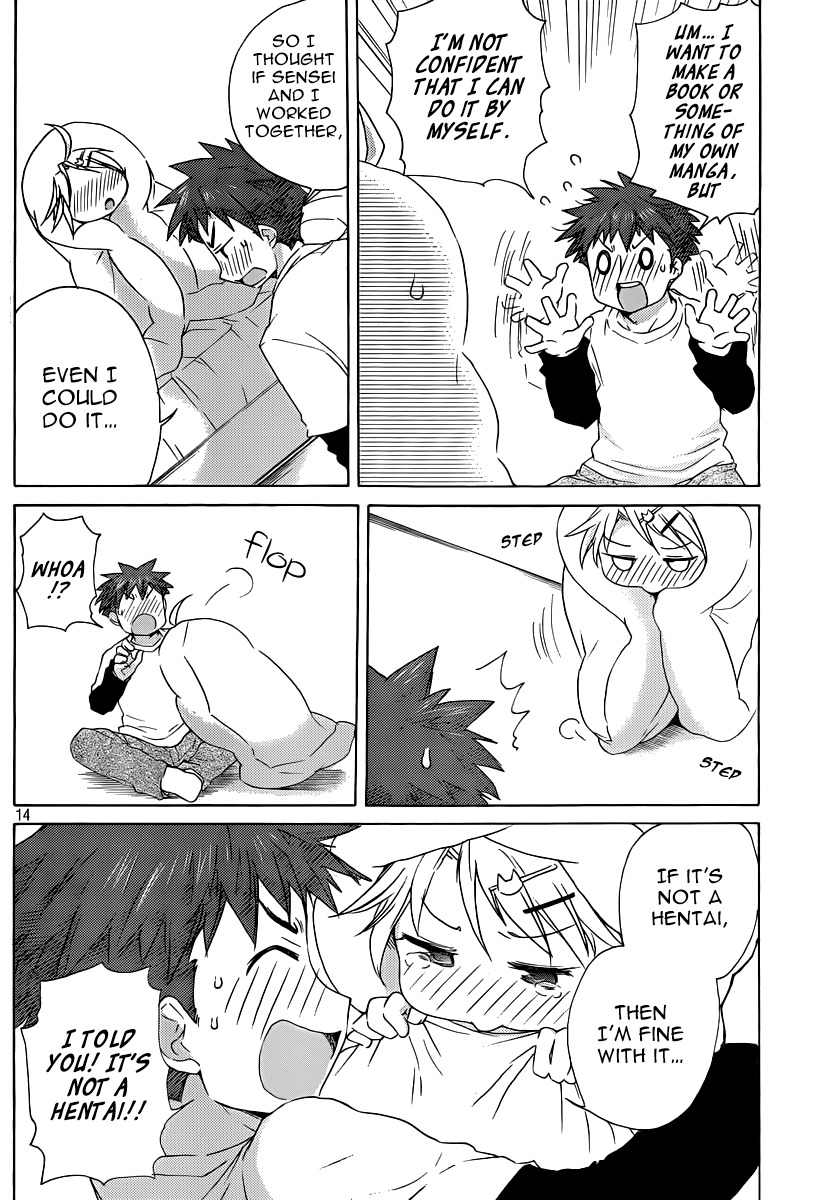 UM... I
WANT TO
MAKE A
BOOK OR
SOME-
THING OF
MY OWN
MANGA,
BUT
I'M NOT
CONFIDENT
THAT I CAN
DO IT BY
MYSELF.
SO I
THOUGHT
IF SENSEI
AND I
WORKED
TOGETHER,
EVEN I
COULD
DO IT...
STEP
STEP
flop
WHOA
!?
IF IT'S
NOT A
HENTAI,
THEN
I'M FINE
WITH IT...
I TOLD
YOU! IT'S
NOT A
HENTAI!!
14